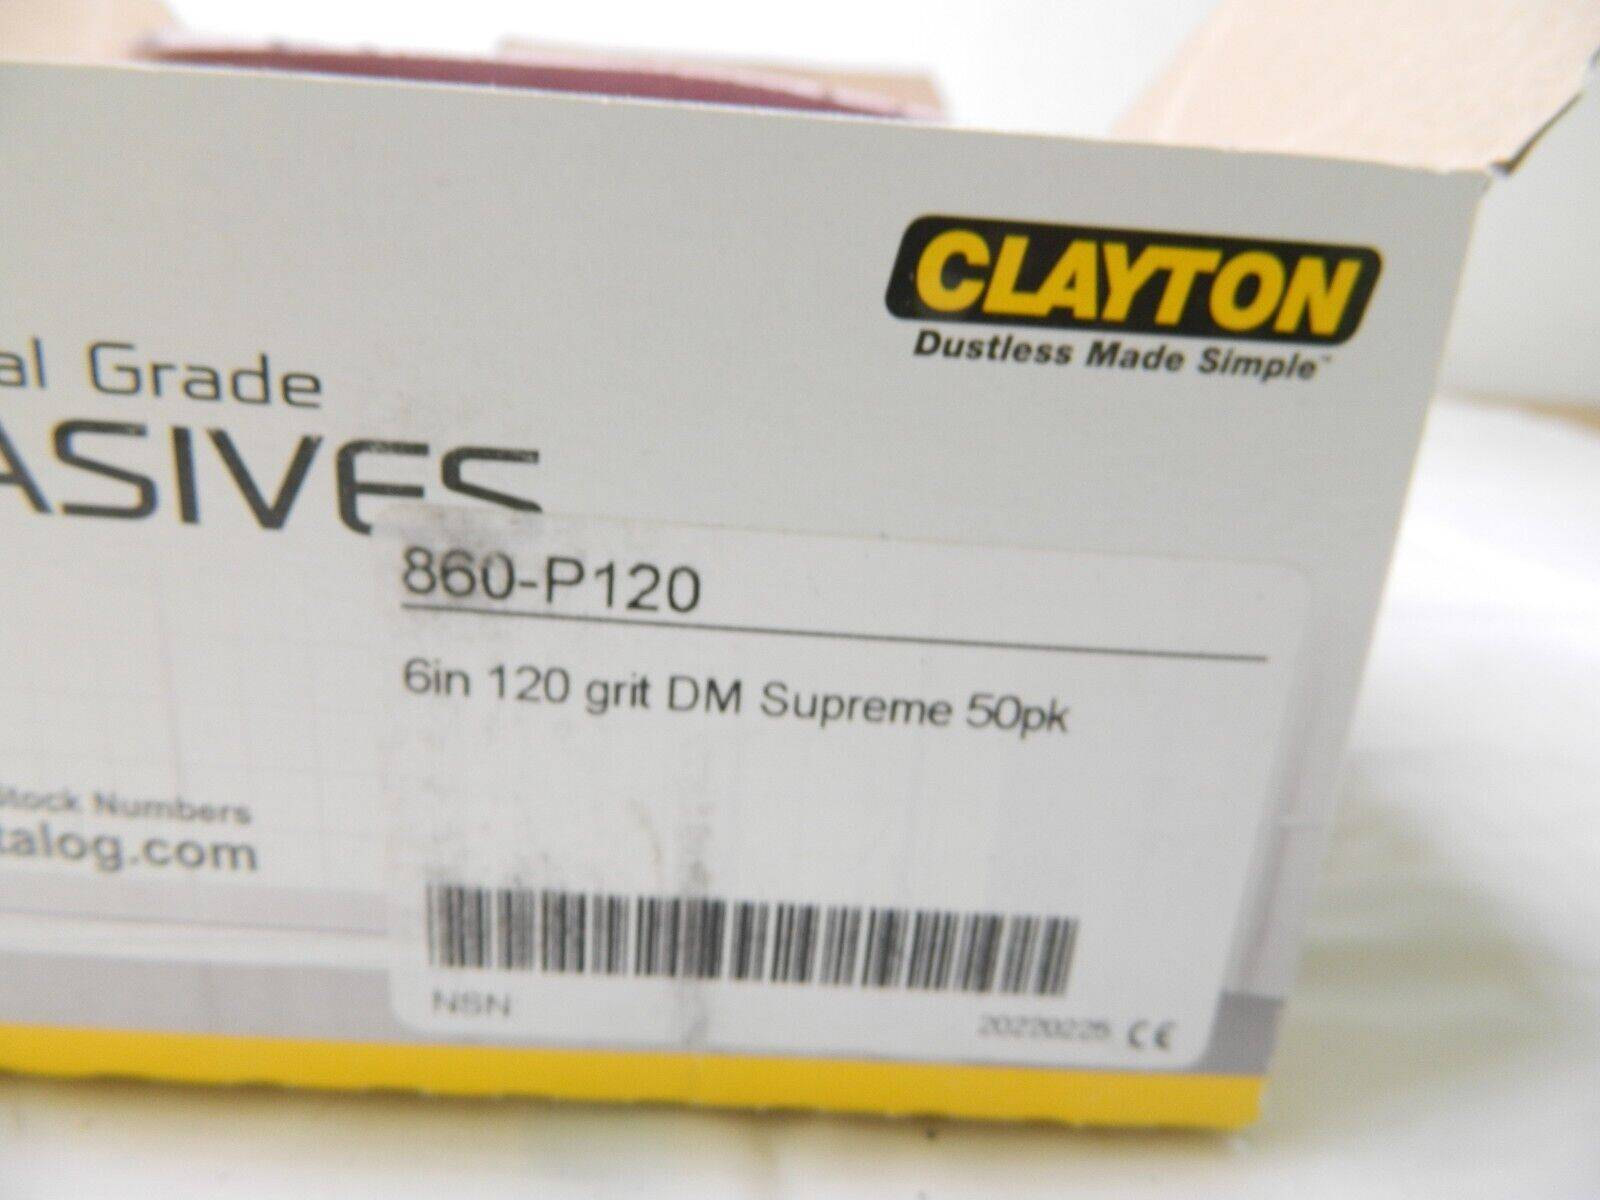 CLAYTON
Dustless Made Simple™
al Grade
ASIVES
860-P120
6in 120 grit DM Supreme 50pk
Stock Numbers
talog.com
NSN
20220225 CE